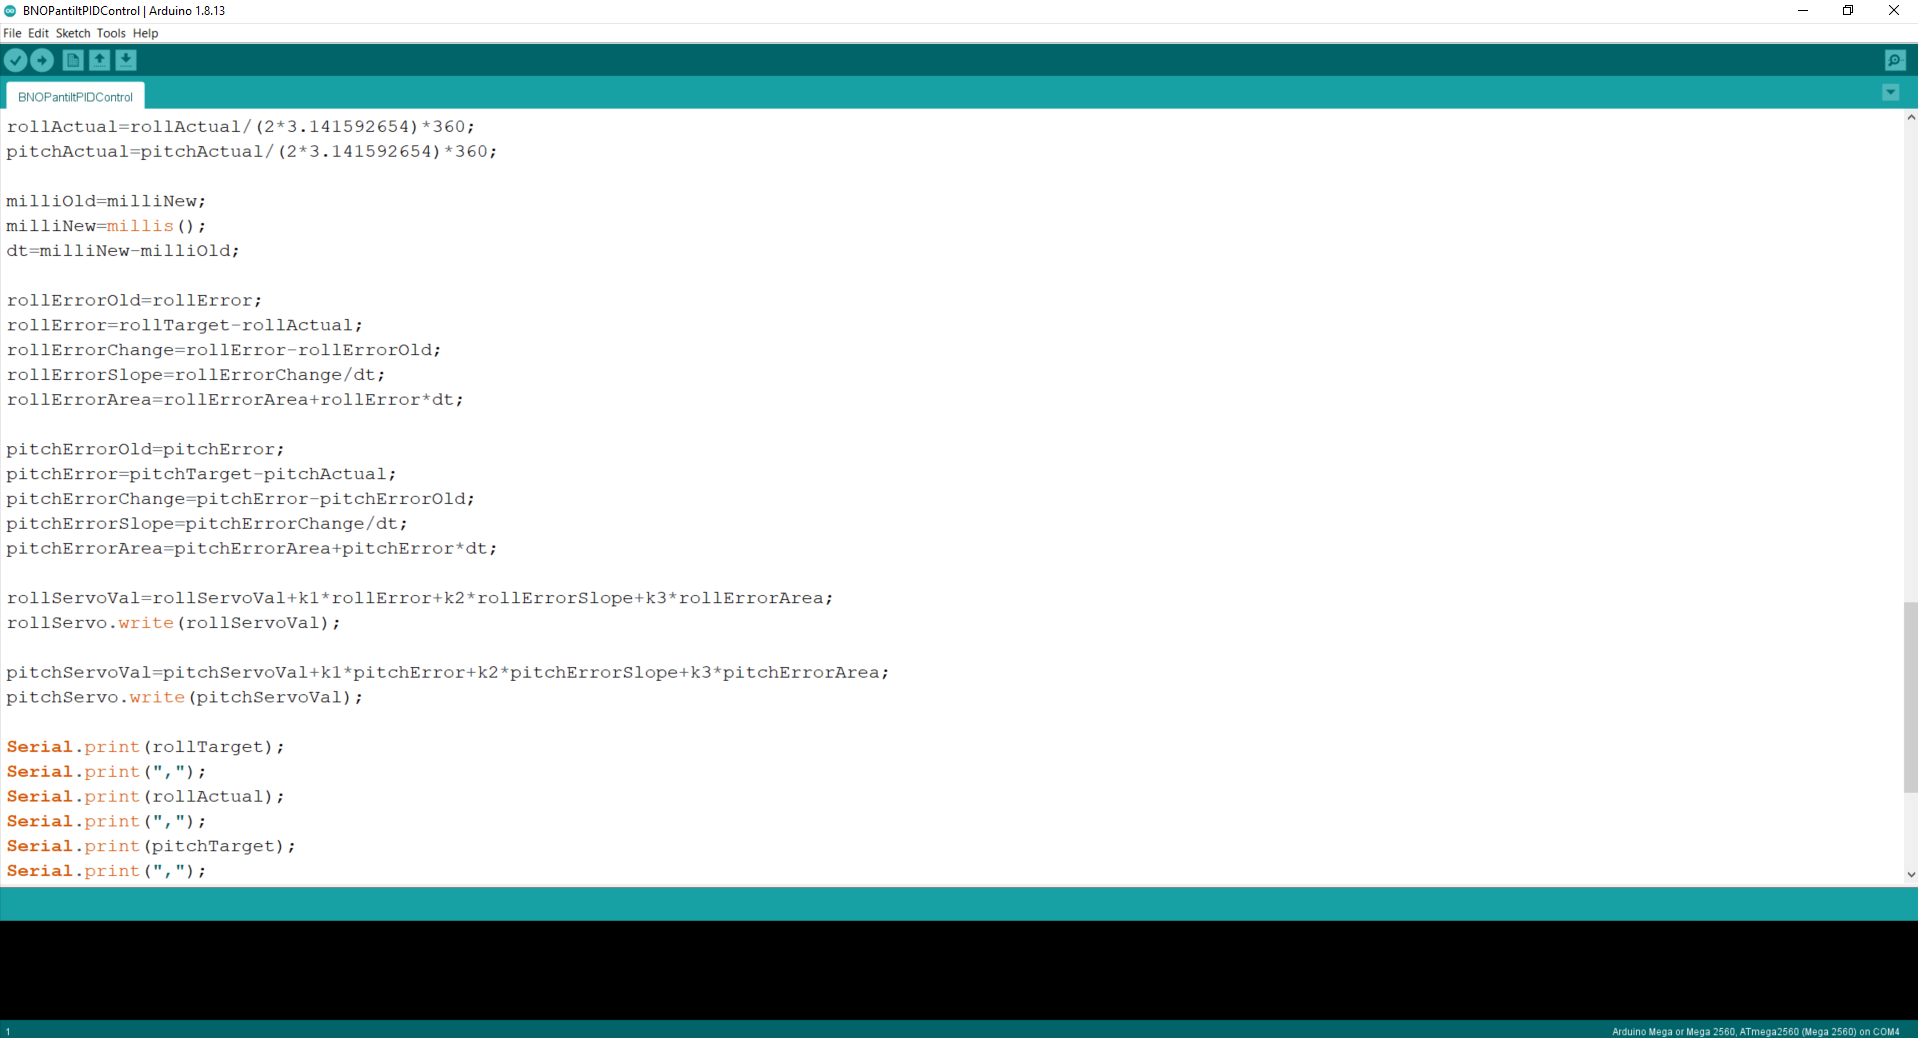 BNOPantiltPIDControl | Arduino 1.8.13
File Edit Sketch Tools Help
BNOPantiltPIDControl
rollActual=rollActual/(2*3.141592654)*360;
pitchActual=pitchActual/(2*3.141592654)*360;
milliOld=milliNew;
milliNew=millis();
dt=milliNew-milliOld;
rollErrorOld=rollError;
rollError=rollTarget-rollActual;
rollErrorChange=rollError-rollErrorOld;
rollErrorSlope=rollErrorChange/dt;
rollErrorArea=rollErrorArea+rollError*dt;
pitchErrorOld=pitchError;
pitchError=pitchTarget-pitchActual;
pitchErrorChange=pitchError-pitchErrorOld;
pitchErrorSlope=pitchErrorChange/dt;
pitchErrorArea=pitchErrorArea+pitchError*dt;
rollServoVal=rollServoVal+k1*rollError+k2*rollErrorSlope+k3*rollErrorArea;
rollServo.write(rollServoVal);
pitchServoVal=pitchServoVal+k1*pitchError+k2*pitchErrorSlope+k3*pitchErrorArea;
pitchServo.write(pitchServoVal);
Serial.print(rollTarget);
Serial.print(",");
Serial.print(rollActual);
Serial.print(",");
Serial.print(pitchTarget);
Serial.print(",");
1
Arduino Mega or Mega 2560, ATmega2560 (Mega 2560) on COM4